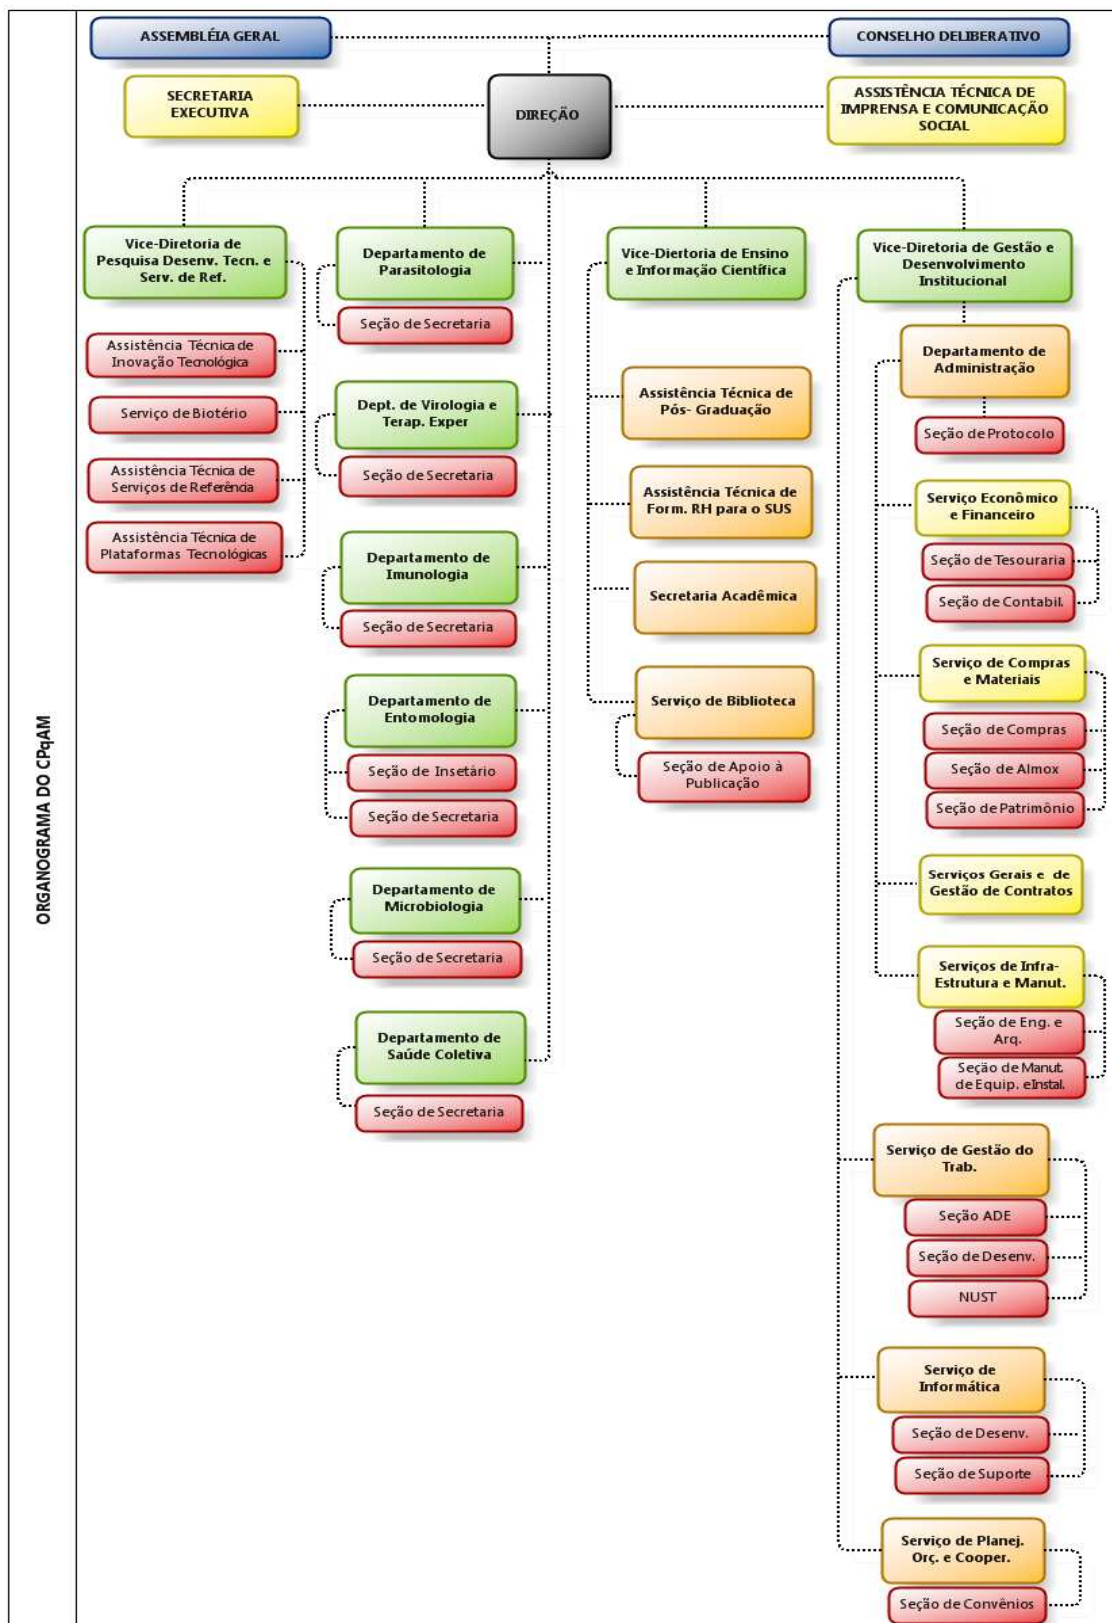 ORGANOGRAMA DO CPqAM
ASSEMBLÉIA GERAL
CONSELHO DELIBERATIVO
SECRETARIA
EXECUTIVA
DIREÇÃO
ASSISTÊNCIA TÉCNICA DE
IMPRENSA E COMUNICAÇÃO
SOCIAL
Vice-Diretoria de
Pesquisa Desenv. Tecn. e
Serv. de Ref.
Assistência Técnica de
Inovação Tecnológica
Serviço de Biotério
Assistência Técnica de
Serviços de Referência
Assistência Técnica de
Plataformas Tecnológicas
Departamento de
Parasitologia
Seção de Secretaria
Dept. de Virologia e
Terap. Exper
Seção de Secretaria
Departamento de
Imunologia
Seção de Secretaria
Departamento de
Entomologia
Seção de Insetário
Seção de Secretaria
Departamento de
Microbiologia
Seção de Secretaria
Departamento de
Saúde Coletiva
Seção de Secretaria
Vice-Diertoria de Ensino
e Informação Científica
Assistência Técnica de
Pós- Graduação
Assistência Técnica de
Form. RH para o SUS
Secretaria Acadêmica
Serviço de Biblioteca
Seção de Apoio à
Publicação
Vice-Diretoria de Gestão e
Desenvolvimento
Institucional
Departamento de
Administração
Seção de Protocolo
Serviço Econômico
e Financeiro
Seção de Tesouraria
Seção de Contabil.
Serviço de Compras
e Materiais
Seção de Compras
Seção de Almox
Seção de Patrimônio
Serviços Gerais e de
Gestão de Contratos
Serviços de Infra-
Estrutura e Manut.
Seção de Eng. e
Arq.
Seção de Manut.
de Equip. eInstal.
Serviço de Gestão do
Trab.
Seção ADE
Seção de Desenv.
NUST
Serviço de
Informática
Seção de Desenv.
Seção de Suporte
Serviço de Planej.
Orç. e Cooper.
Seção de Convênios